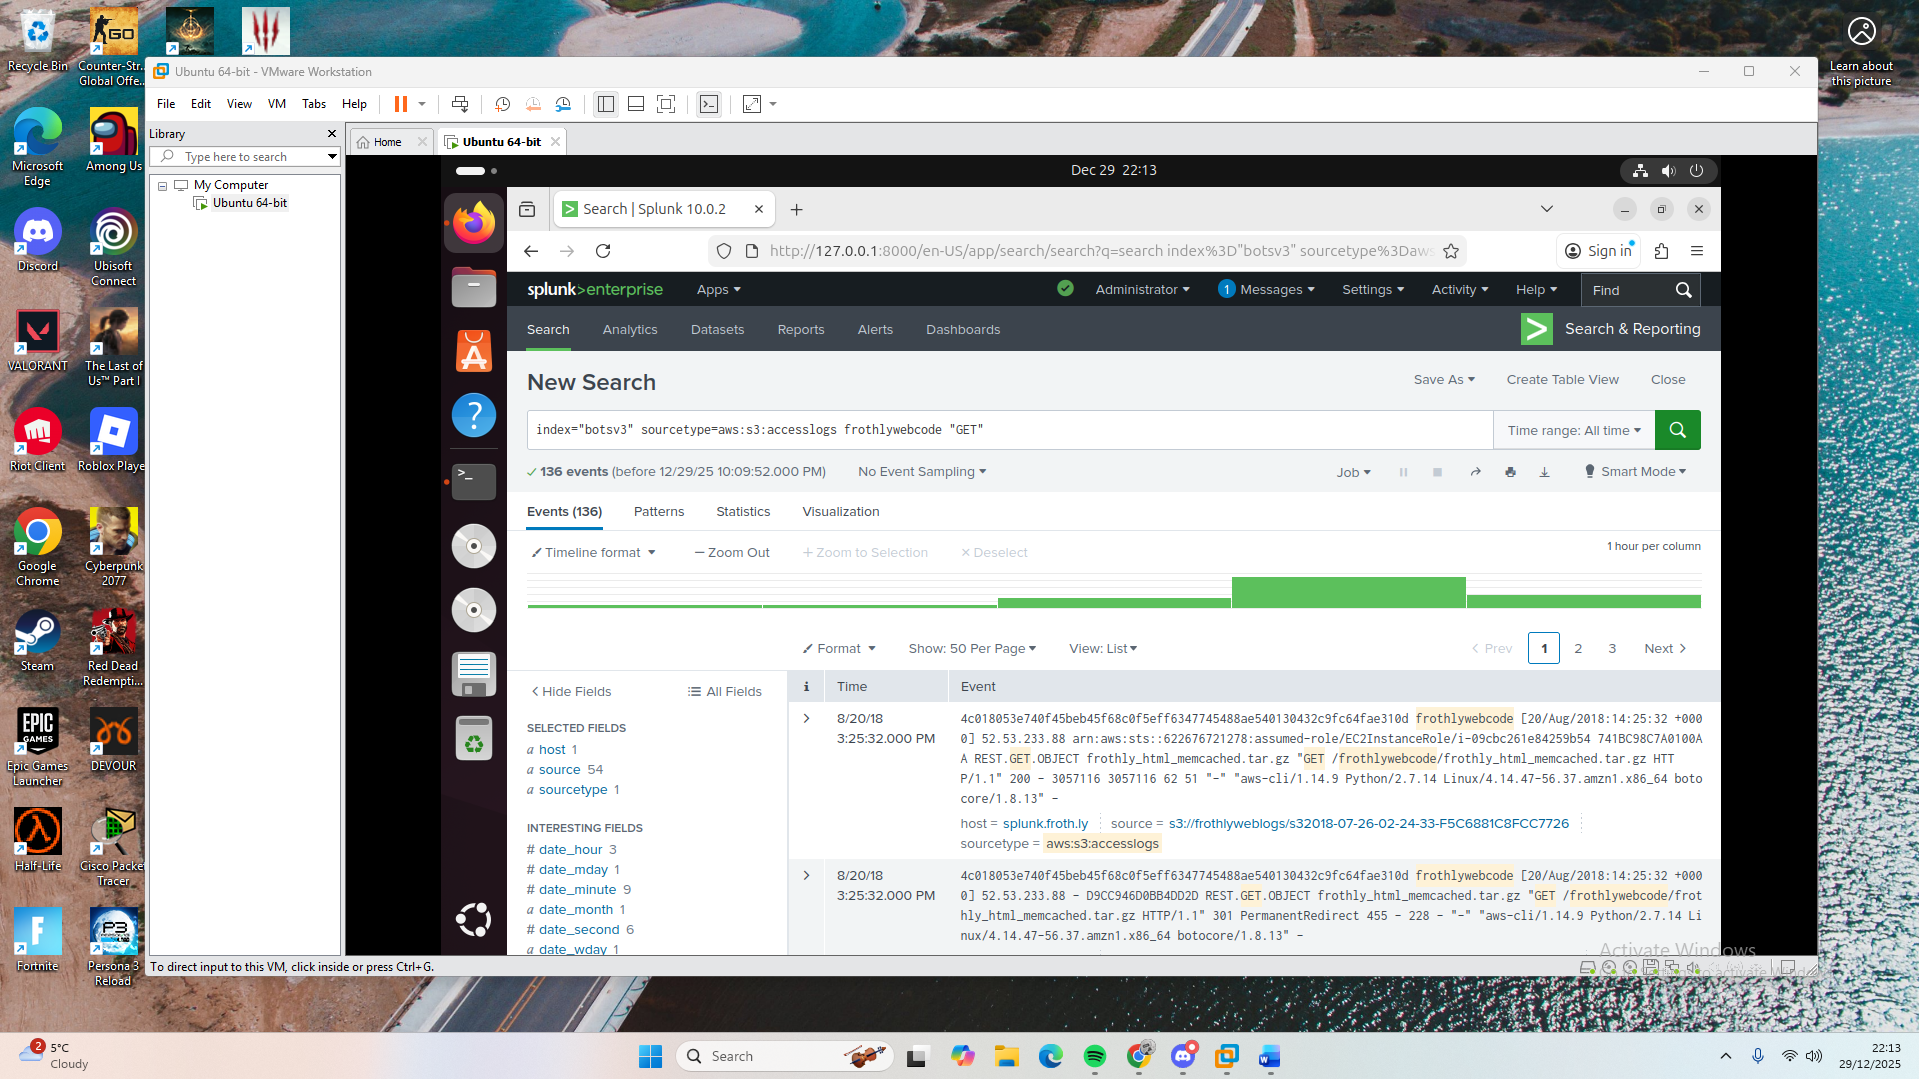 Recycle Bin
Counter-Str...
Global Offe...
Learn about
this picture
Microsoft
Edge
Among Us
Discord
Ubisoft
Connect
VALORANT
The Last of
Us™ Part I
Riot Client
Roblox Playe
Google
Chrome
Cyberpunk
2077
Steam
Red Dead
Redempti...
Epic Games
Launcher
DEVOUR
Half-Life
Cisco Packet
Tracer
Fortnite
Persona 3
Reload
Ubuntu 64-bit - VMware Workstation
File Edit View VM Tabs Help
Library
Type here to search
My Computer
Ubuntu 64-bit
Home
Ubuntu 64-bit
Dec 29 22:13
Search | Splunk 10.0.2
http://127.0.0.1:8000/en-US/app/search/search?q=search index%3D"botsv3" sourcetype%3Daws
Sign in
splunk>enterprise Apps Administrator 1 Messages Settings Activity Help Find
Search Analytics Datasets Reports Alerts Dashboards Search & Reporting
New Search
Save As Create Table View Close
index="botsv3" sourcetype=aws:s3:accesslogs frothlywebcode "GET"
Time range: All time
136 events (before 12/29/25 10:09:52.000 PM) No Event Sampling Job Smart Mode
Events (136) Patterns Statistics Visualization
Timeline format — Zoom Out + Zoom to Selection × Deselect 1 hour per column
Format Show: 50 Per Page View: List < Prev 1 2 3 Next >
< Hide Fields All Fields
i Time Event
SELECTED FIELDS
a host 1
a source 54
a sourcetype 1
INTERESTING FIELDS
# date_hour 3
# date_mday 1
# date_minute 9
a date_month 1
# date_second 6
a date_wday 1
8/20/18
3:25:32.000 PM
4c018053e740f45beb45f68c0f5eff6347745488ae540130432c9fc64fae310d frothlywebcode [20/Aug/2018:14:25:32 +000
0] 52.53.233.88 arn:aws:sts::622676721278:assumed-role/EC2InstanceRole/i-09cbc261e84259b54 741BC98C7A0100A
A REST.GET.OBJECT frothly_html_memcached.tar.gz "GET /frothlywebcode/frothly_html_memcached.tar.gz HTT
P/1.1" 200 - 3057116 3057116 62 51 "-" "aws-cli/1.14.9 Python/2.7.14 Linux/4.14.47-56.37.amzn1.x86_64 boto
core/1.8.13" -
host = splunk.froth.ly source = s3://frothlyweblogs/s32018-07-26-02-24-33-F5C6881C8FCC7726
sourcetype = aws:s3:accesslogs
8/20/18
3:25:32.000 PM
4c018053e740f45beb45f68c0f5eff6347745488ae540130432c9fc64fae310d frothlywebcode [20/Aug/2018:14:25:32 +000
0] 52.53.233.88 - D9CC946D0BB4DD2D REST.GET.OBJECT frothly_html_memcached.tar.gz "GET /frothlywebcode/frot
hly_html_memcached.tar.gz HTTP/1.1" 301 PermanentRedirect 455 - 228 - "-" "aws-cli/1.14.9 Python/2.7.14 Li
nux/4.14.47-56.37.amzn1.x86_64 botocore/1.8.13" -
Activate Windows
To direct input to this VM, click inside or press Ctrl+G.
2
5°C
Cloudy
Search
22:13
29/12/2025